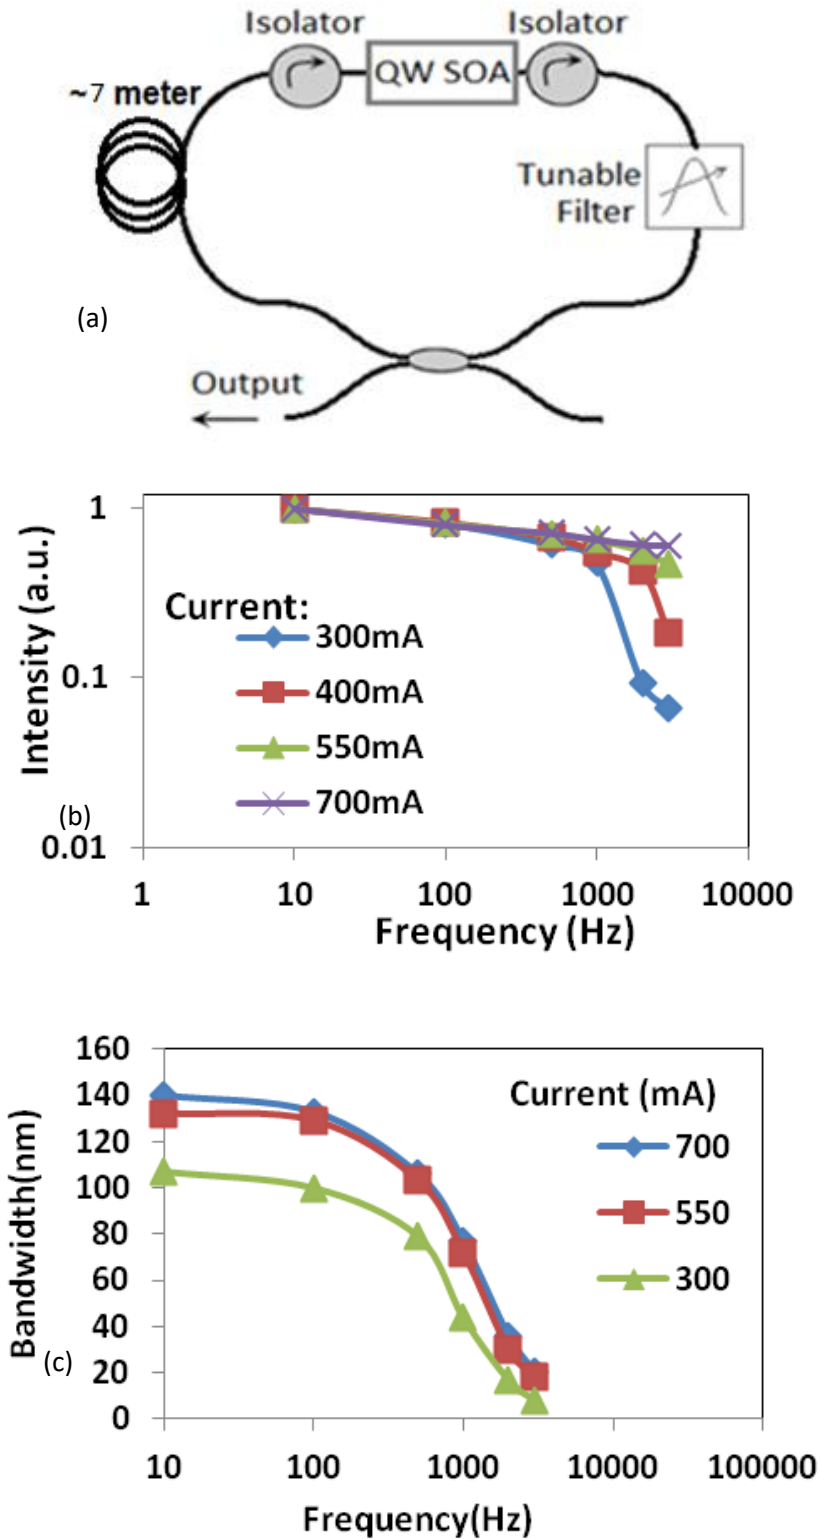 Isolator Isolator
QW SOA
~7 meter
Tunable
Filter
(a)
Output
1
0.1
0.01
Intensity (a.u.)
Current:
300mA
400mA
550mA
700mA
(b)
1 10 100 1000 10000
Frequency (Hz)
160
140
120
100
80
60
40
20
0
Bandwidth(nm)
Current (mA)
700
550
300
(c)
10 100 1000 10000 100000
Frequency(Hz)